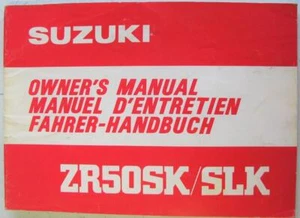 SUZUKI
OWNER'S MANUAL
MANUEL D'ENTRETIEN
FAHRER-HANDBUCH
ZR50SK/SLK